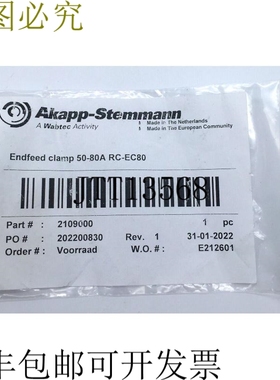 图必究
Akapp-Stemmann
A Wabtec Activity
Made in The Netherlands
Made in The European Community
Endfeed clamp 50-80A RC-EC80
JTT13568
Part # : 2109000 1 pc
PO # : 202200830 Rev. 1 31-01-2022
Order # : Voorraad W.O. # : E212601
包邮可开发票